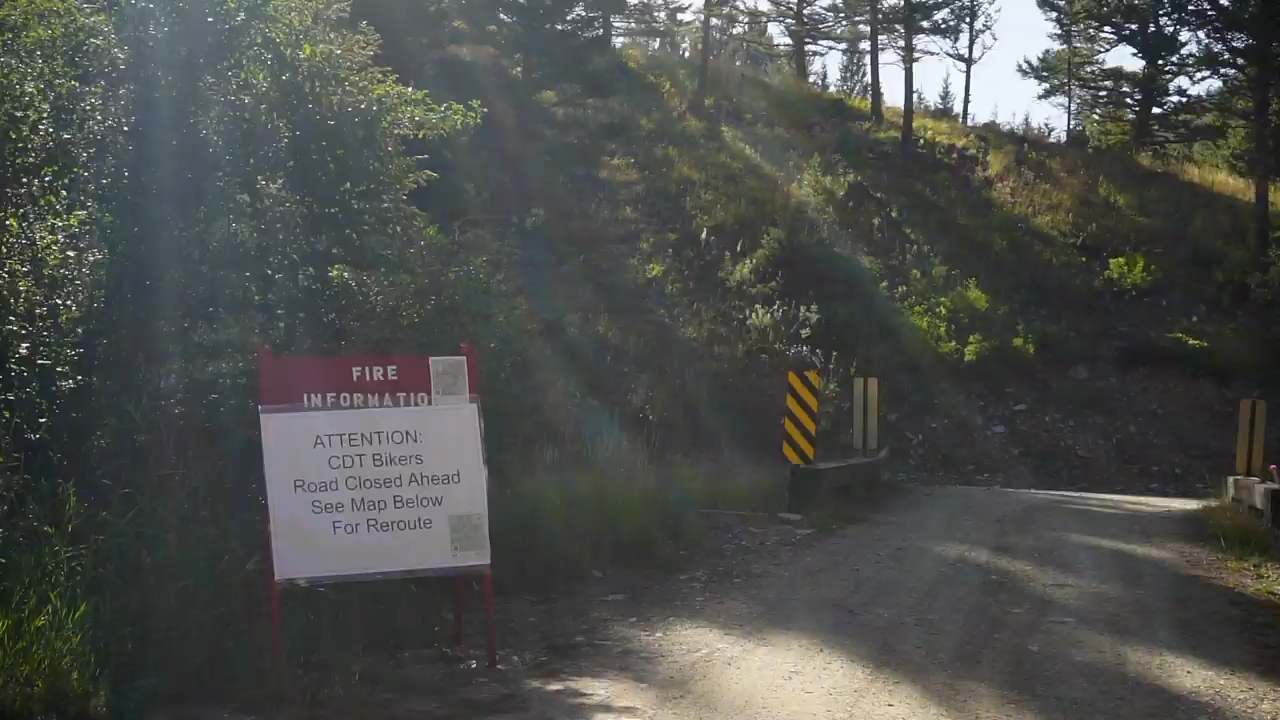 FIRE
INFORMATIO
ATTENTION:
CDT Bikers
Road Closed Ahead
See Map Below
For Reroute